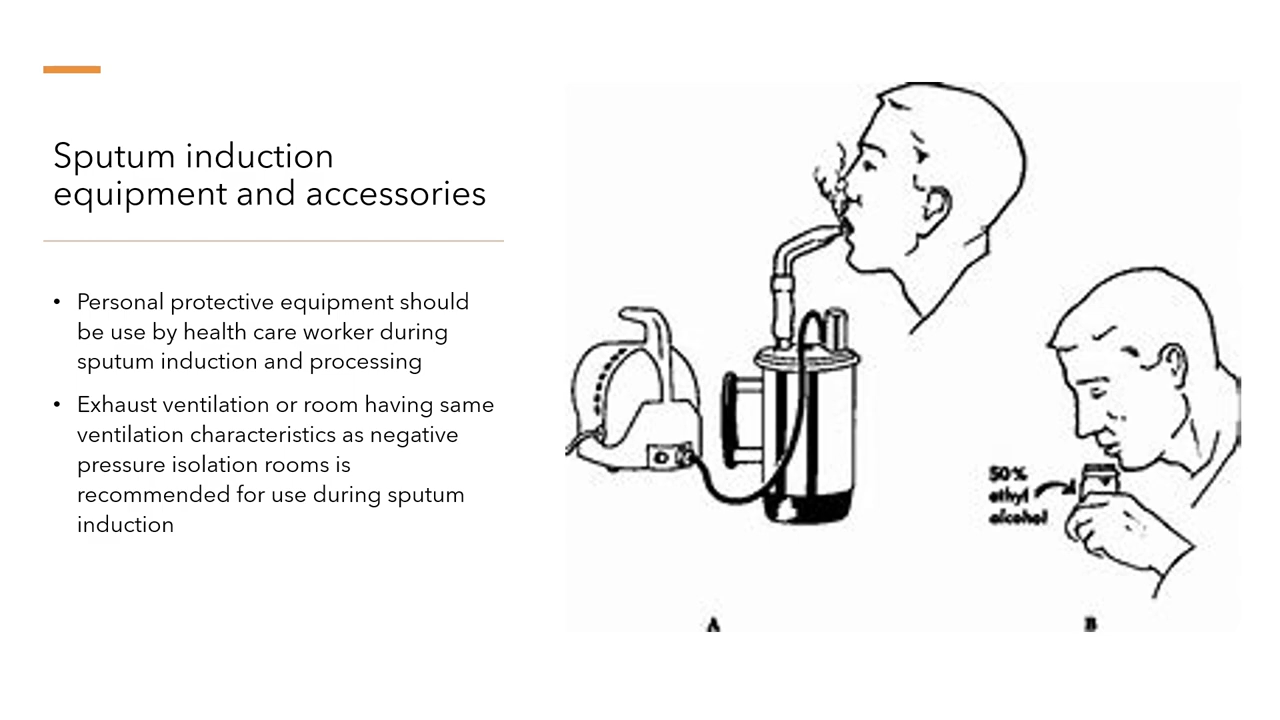 Sputum induction
equipment and accessories
• Personal protective equipment should
be use by health care worker during
sputum induction and processing
• Exhaust ventilation or room having same
ventilation characteristics as negative
pressure isolation rooms is
recommended for use during sputum
induction
50%
ethyl
alcohol
A
B